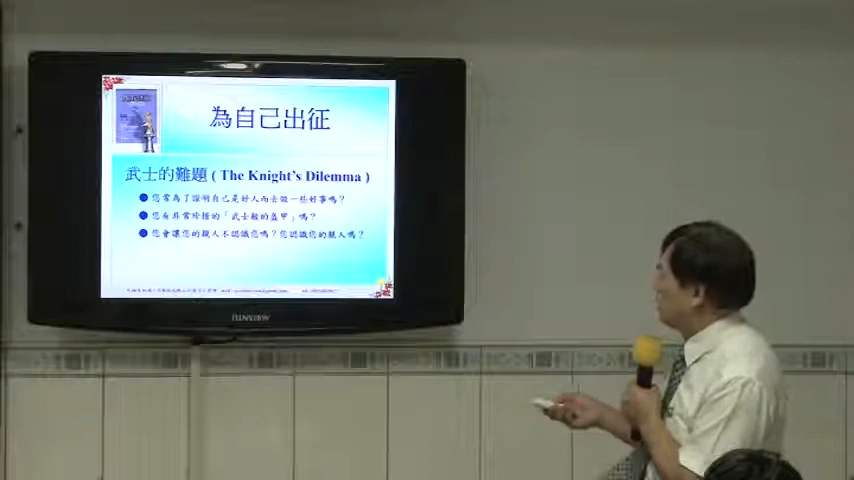 為自己出征
武士的難題 ( The Knight's Dilemma )
您常為了證明自己是好人而去做一些好事嗎？
您有非常珍惜的「武士般的盔甲」嗎？
您會讓您的親人不認識您嗎？您認識您的親人嗎？